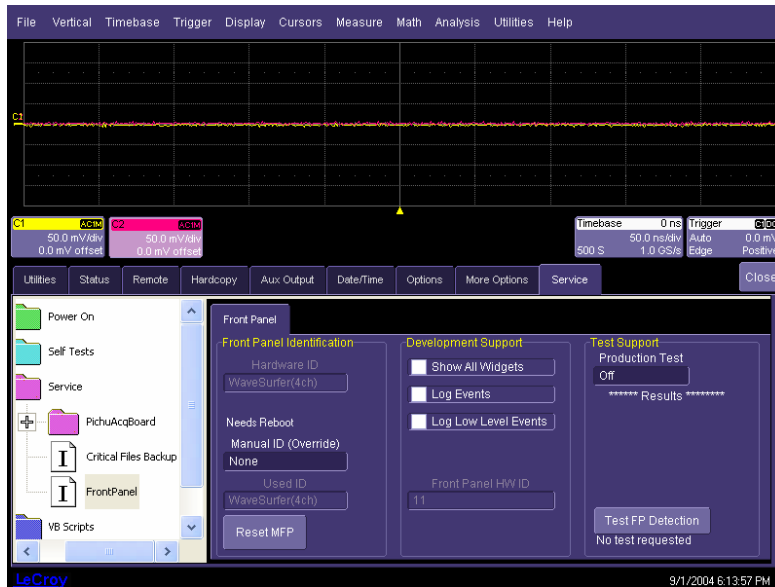 File Vertical Timebase Trigger Display Cursors Measure Math Analysis Utilities Help
C1
C1 AC1M
50.0 mV/div
0.0 mV offset
C2 AC1M
50.0 mV/div
0.0 mV offset
Timebase 0 ns
50.0 ns/div
500 S 1.0 GS/s
Trigger C1 DC
Auto 0.0 mV
Edge Positive
Utilities Status Remote Hardcopy Aux Output Date/Time Options More Options Service Close
Power On
Self Tests
Service
PichuAcqBoard
Critical Files Backup
FrontPanel
VB Scripts
Front Panel
Front Panel Identification
Hardware ID
WaveSurfer(4ch)
Needs Reboot
Manual ID (Override)
None
Used ID
WaveSurfer(4ch)
Reset MFP
Development Support
Show All Widgets
Log Events
Log Low Level Events
Front Panel HW ID
11
Test Support
Production Test
Off
****** Results ********
Test FP Detection
No test requested
LeCroy
9/1/2004 6:13:57 PM